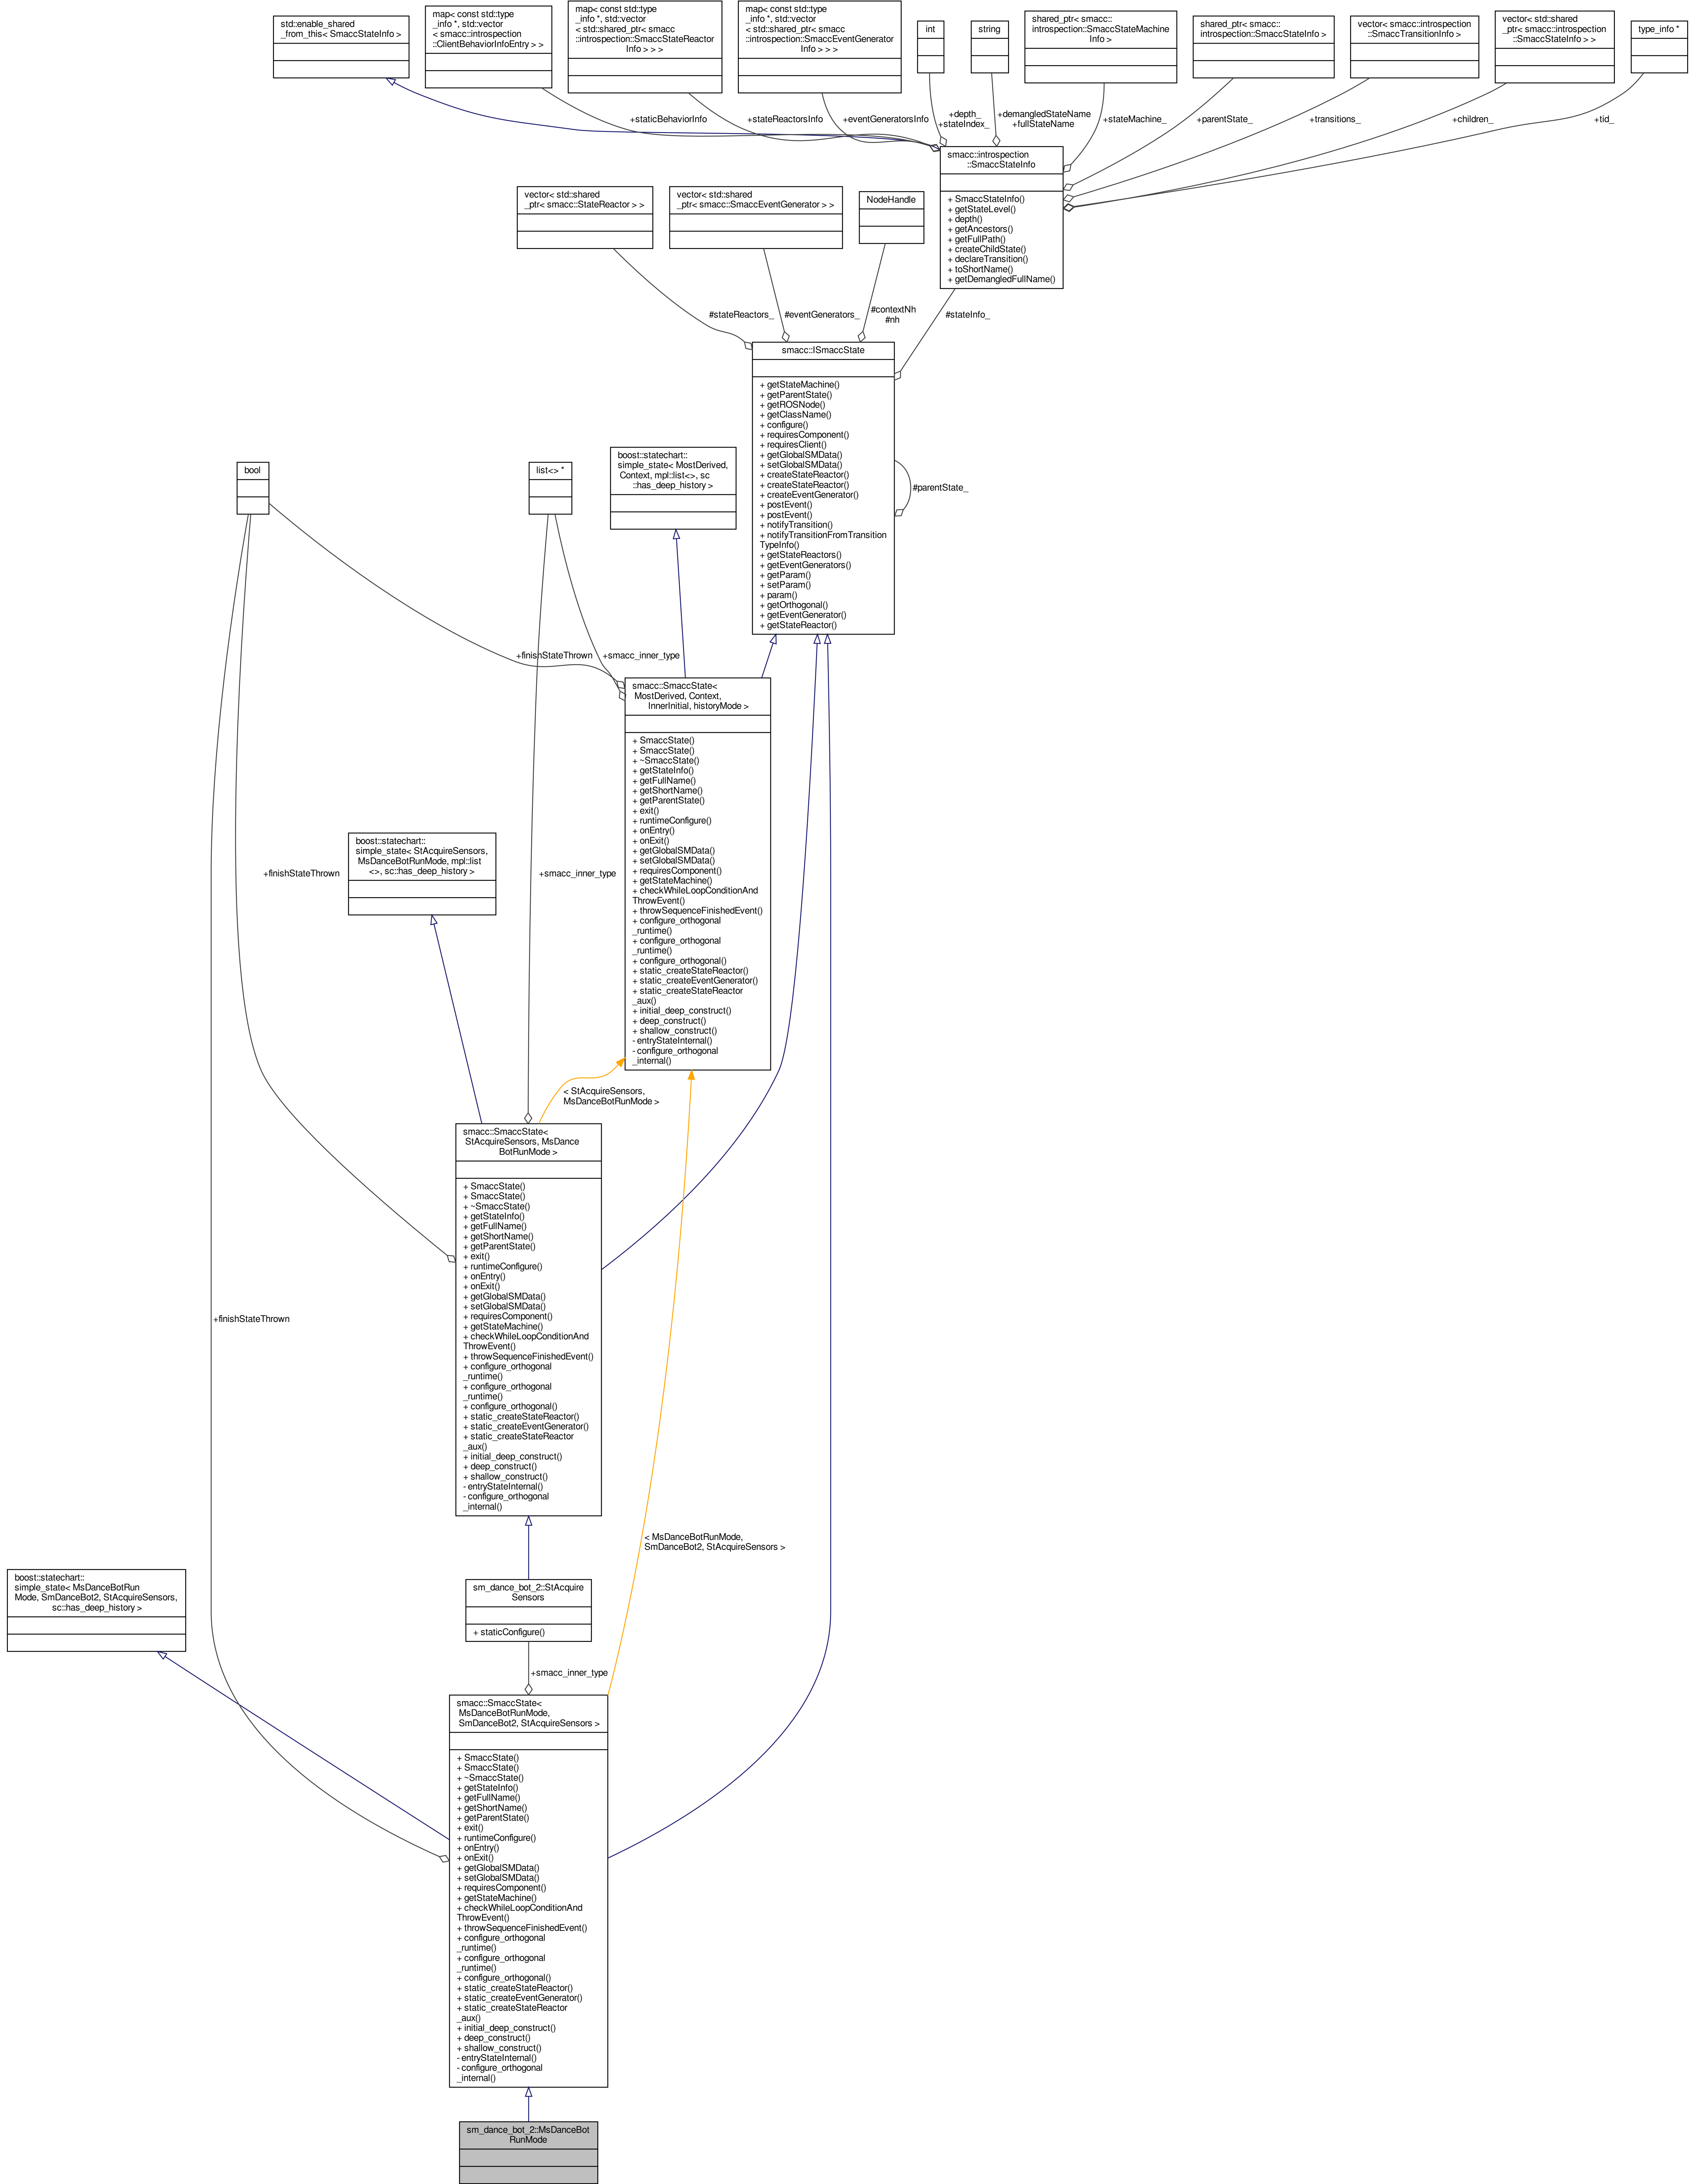 std::enable_shared
_from_this< SmaccStateInfo >
map< const std::type
_info *, std::vector
< smacc::introspection
::ClientBehaviorInfoEntry > >
map< const std::type
_info *, std::vector
< std::shared_ptr< smacc
::introspection::SmaccStateReactor
Info > > >
map< const std::type
_info *, std::vector
< std::shared_ptr< smacc
::introspection::SmaccEventGenerator
Info > > >
int
string
shared_ptr< smacc::
introspection::SmaccStateMachine
Info >
shared_ptr< smacc::
introspection::SmaccStateInfo >
vector< smacc::introspection
::SmaccTransitionInfo >
vector< std::shared
_ptr< smacc::introspection
::SmaccStateInfo > >
type_info *
+staticBehaviorInfo
+stateReactorsInfo
+eventGeneratorsInfo
+depth_
+stateIndex_
+demangledStateName
+fullStateName
+stateMachine_
+parentState_
+transitions_
+children_
+tid_
smacc::introspection
::SmaccStateInfo
+ SmaccStateInfo()
+ getStateLevel()
+ depth()
+ getAncestors()
+ getFullPath()
+ createChildState()
+ declareTransition()
+ toShortName()
+ getDemangledFullName()
vector< std::shared
_ptr< smacc::StateReactor > >
vector< std::shared
_ptr< smacc::SmaccEventGenerator > >
NodeHandle
#stateReactors_
#eventGenerators_
#contextNh
#nh
#stateInfo_
smacc::ISmaccState
+ getStateMachine()
+ getParentState()
+ getROSNode()
+ getClassName()
+ configure()
+ requiresComponent()
+ requiresClient()
+ getGlobalSMData()
+ setGlobalSMData()
+ createStateReactor()
+ createStateReactor()
+ createEventGenerator()
+ postEvent()
+ postEvent()
+ notifyTransition()
+ notifyTransitionFromTransition
TypeInfo()
+ getStateReactors()
+ getEventGenerators()
+ getParam()
+ setParam()
+ param()
+ getOrthogonal()
+ getEventGenerator()
+ getStateReactor()
#parentState_
bool
list<> *
boost::statechart::
simple_state< MostDerived,
Context, mpl::list<>, sc
::has_deep_history >
+finishStateThrown
+smacc_inner_type
smacc::SmaccState<
MostDerived, Context,
InnerInitial, historyMode >
+ SmaccState()
+ SmaccState()
+ ~SmaccState()
+ getStateInfo()
+ getFullName()
+ getShortName()
+ getParentState()
+ exit()
+ runtimeConfigure()
+ onEntry()
+ onExit()
+ getGlobalSMData()
+ setGlobalSMData()
+ requiresComponent()
+ getStateMachine()
+ checkWhileLoopConditionAnd
ThrowEvent()
+ throwSequenceFinishedEvent()
+ configure_orthogonal
_runtime()
+ configure_orthogonal
_runtime()
+ configure_orthogonal()
+ static_createStateReactor()
+ static_createEventGenerator()
+ static_createStateReactor
_aux()
+ initial_deep_construct()
+ deep_construct()
+ shallow_construct()
- entryStateInternal()
- configure_orthogonal
_internal()
boost::statechart::
simple_state< StAcquireSensors,
MsDanceBotRunMode, mpl::list
<>, sc::has_deep_history >
+finishStateThrown
+smacc_inner_type
< StAcquireSensors,
MsDanceBotRunMode >
smacc::SmaccState<
StAcquireSensors, MsDance
BotRunMode >
+ SmaccState()
+ SmaccState()
+ ~SmaccState()
+ getStateInfo()
+ getFullName()
+ getShortName()
+ getParentState()
+ exit()
+ runtimeConfigure()
+ onEntry()
+ onExit()
+ getGlobalSMData()
+ setGlobalSMData()
+ requiresComponent()
+ getStateMachine()
+ checkWhileLoopConditionAnd
ThrowEvent()
+ throwSequenceFinishedEvent()
+ configure_orthogonal
_runtime()
+ configure_orthogonal
_runtime()
+ configure_orthogonal()
+ static_createStateReactor()
+ static_createEventGenerator()
+ static_createStateReactor
_aux()
+ initial_deep_construct()
+ deep_construct()
+ shallow_construct()
- entryStateInternal()
- configure_orthogonal
_internal()
+finishStateThrown
< MsDanceBotRunMode,
SmDanceBot2, StAcquireSensors >
boost::statechart::
simple_state< MsDanceBotRun
Mode, SmDanceBot2, StAcquireSensors,
sc::has_deep_history >
sm_dance_bot_2::StAcquire
Sensors
+ staticConfigure()
+smacc_inner_type
smacc::SmaccState<
MsDanceBotRunMode,
SmDanceBot2, StAcquireSensors >
+ SmaccState()
+ SmaccState()
+ ~SmaccState()
+ getStateInfo()
+ getFullName()
+ getShortName()
+ getParentState()
+ exit()
+ runtimeConfigure()
+ onEntry()
+ onExit()
+ getGlobalSMData()
+ setGlobalSMData()
+ requiresComponent()
+ getStateMachine()
+ checkWhileLoopConditionAnd
ThrowEvent()
+ throwSequenceFinishedEvent()
+ configure_orthogonal
_runtime()
+ configure_orthogonal
_runtime()
+ configure_orthogonal()
+ static_createStateReactor()
+ static_createEventGenerator()
+ static_createStateReactor
_aux()
+ initial_deep_construct()
+ deep_construct()
+ shallow_construct()
- entryStateInternal()
- configure_orthogonal
_internal()
sm_dance_bot_2::MsDanceBot
RunMode